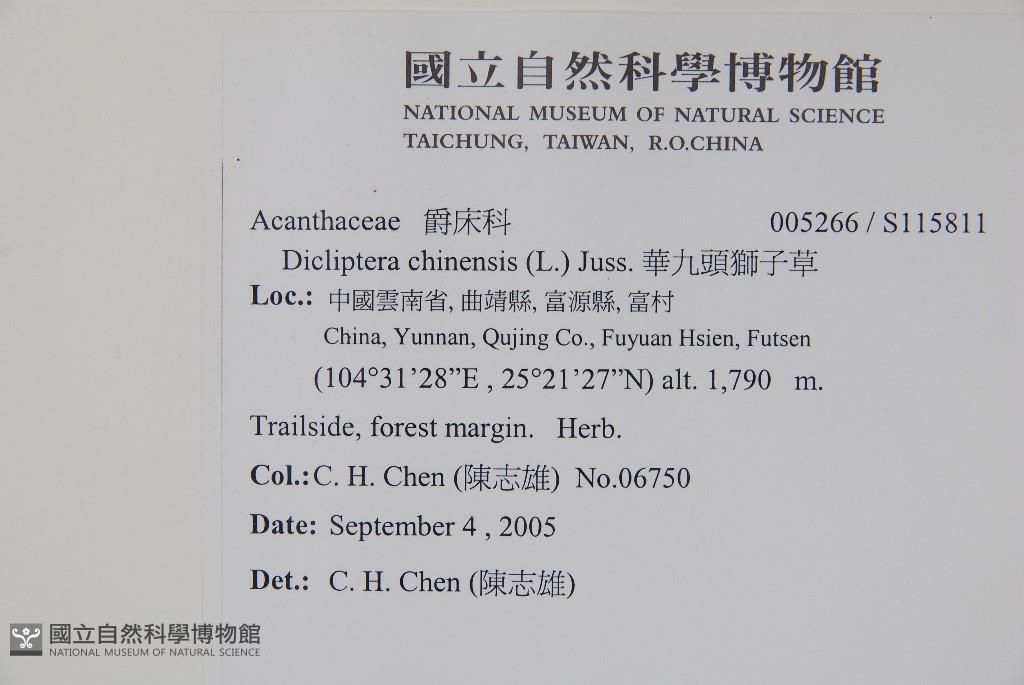 國立自然科學博物館
NATIONAL MUSEUM OF NATURAL SCIENCE
TAICHUNG, TAIWAN, R.O.CHINA
Acanthaceae 爵床科 005266 / S115811
Dicliptera chinensis (L.) Juss. 華九頭獅子草
Loc.: 中國雲南省, 曲靖縣, 富源縣, 富村
China, Yunnan, Qujing Co., Fuyuan Hsien, Futsen
(104°31’28”E , 25°21’27”N) alt. 1,790 m.
Trailside, forest margin. Herb.
Col.: C. H. Chen (陳志雄) No.06750
Date: September 4 , 2005
Det.: C. H. Chen (陳志雄)
國立自然科學博物館
NATIONAL MUSEUM OF NATURAL SCIENCE